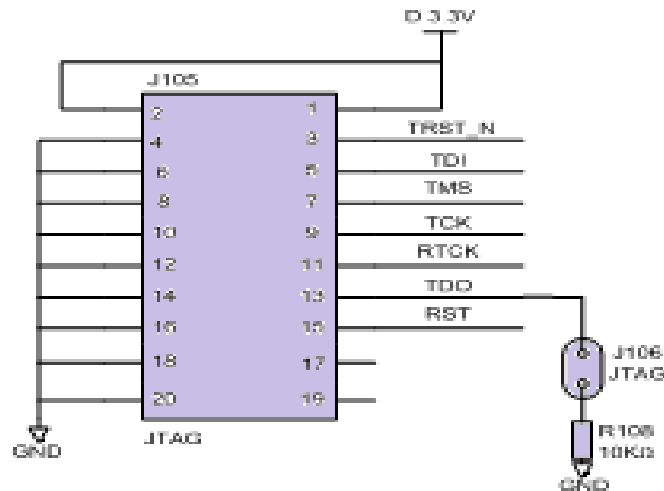 D 3.3V
J105
2 1
4 3 TRST_N
6 5 TDI
8 7 TMS
10 9 TCK
12 11 RTCK
14 13 TDO
16 15 RST
18 17
20 19
JTAG
GND
J106
JTAG
R108
10KΩ
GND